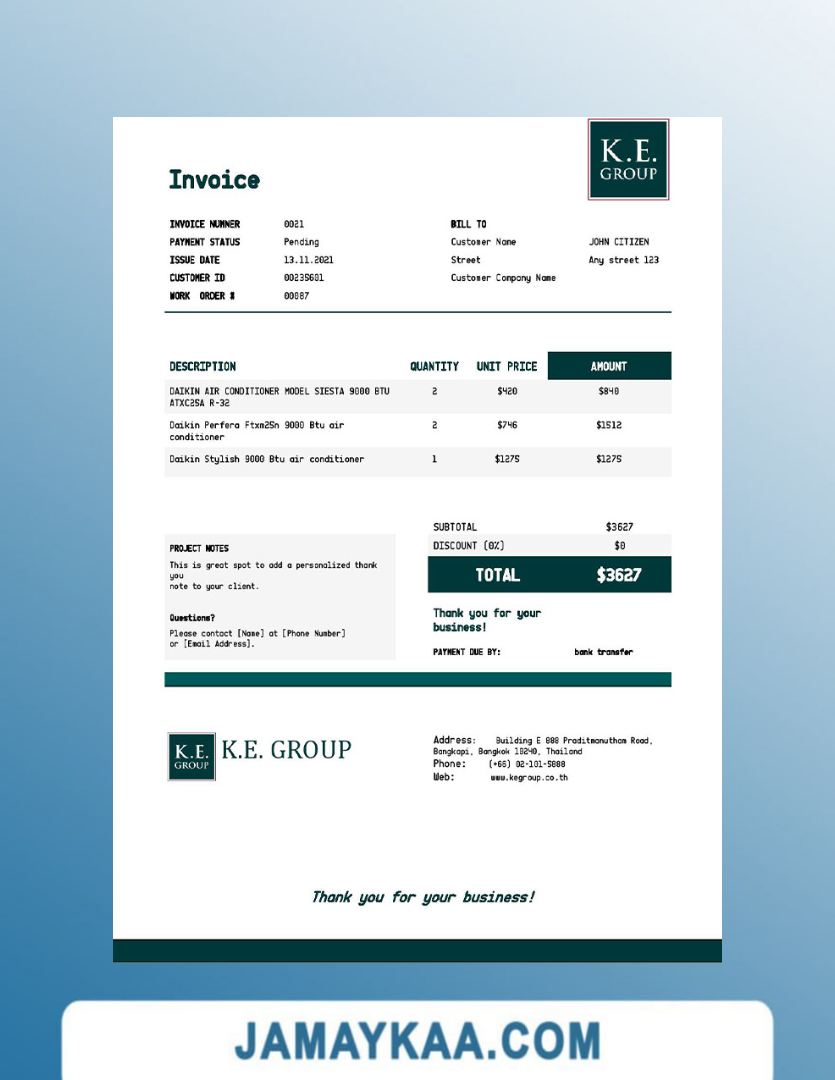 K.E.
GROUP
Invoice
INVOICE NUMNER 0021
PAYMENT STATUS Pending
ISSUE DATE 13.11.2021
CUSTOMER ID 00235601
WORK ORDER # 00087
BILL TO
Customer Name JOHN CITIZEN
Street Any street 123
Customer Company Name
DESCRIPTION QUANTITY UNIT PRICE AMOUNT
DAIKIN AIR CONDITIONER MODEL SIESTA 9000 BTU 2 $420 $840
ATXC25A R-32
Daikin Perfera Ftxm25n 9000 Btu air 2 $746 $1512
conditioner
Daikin Stylish 9000 Btu air conditioner 1 $1275 $1275
SUBTOTAL $3627
DISCOUNT (0%) $0
TOTAL $3627
PROJECT NOTES
This is great spot to add a personalized thank
you
note to your client.
Questions?
Please contact [Name] at [Phone Number]
or [Email Address].
Thank you for your
business!
PAYMENT DUE BY: bank transfer
K.E.
GROUP
K.E. GROUP
Address: Building E 888 Praditmanutham Road,
Bangkapi, Bangkok 10240, Thailand
Phone: (+66) 02-101-5888
Web: www.kegroup.co.th
Thank you for your business!
JAMAYKAA.COM